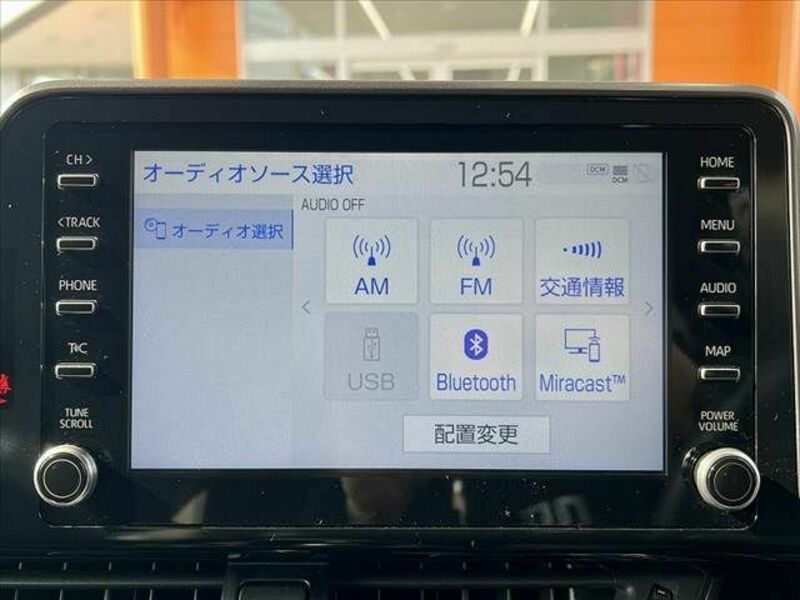 CH >
<TRACK
PHONE
T<C
TUNE
SCROLL
オーディオソース選択
12:54
DCM
DCM
オーディオ選択
AUDIO OFF
AM
FM
交通情報
USB
Bluetooth
Miracast™
配置変更
HOME
MENU
AUDIO
MAP
POWER
VOLUME